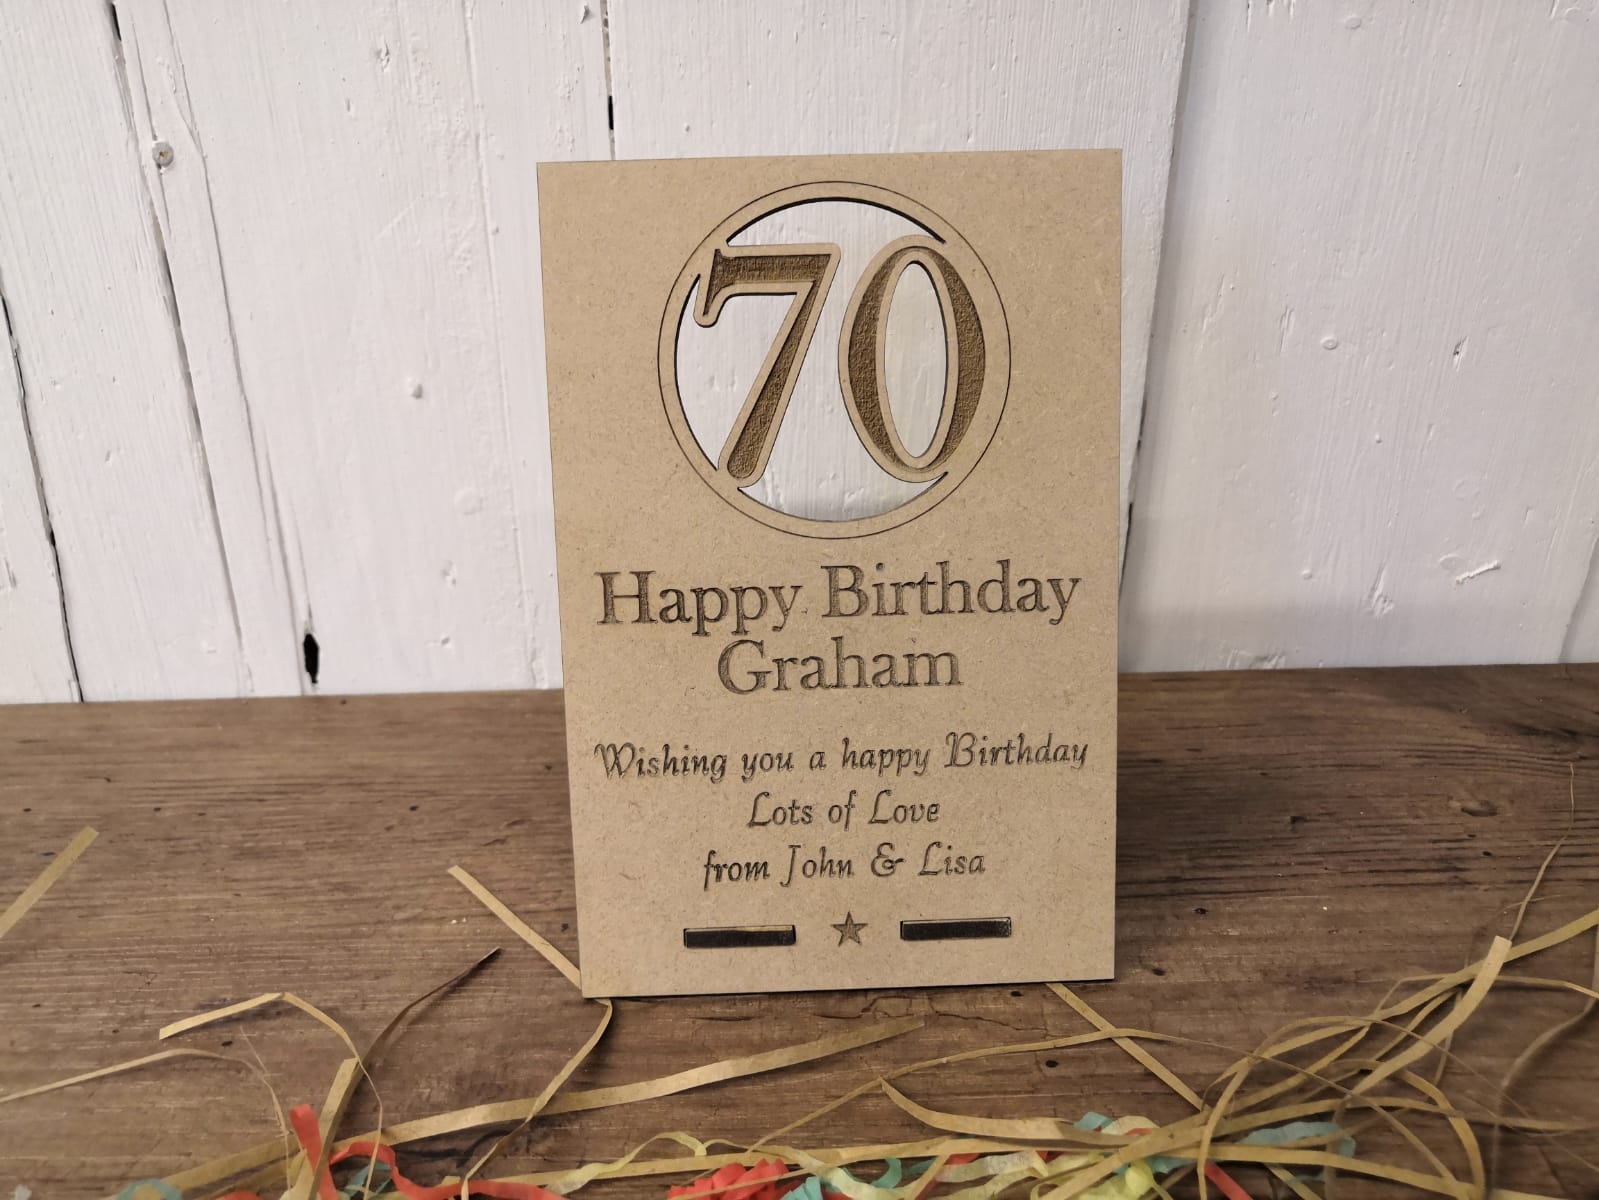 70
Happy Birthday
Graham
Wishing you a happy Birthday
Lots of Love
from John & Lisa